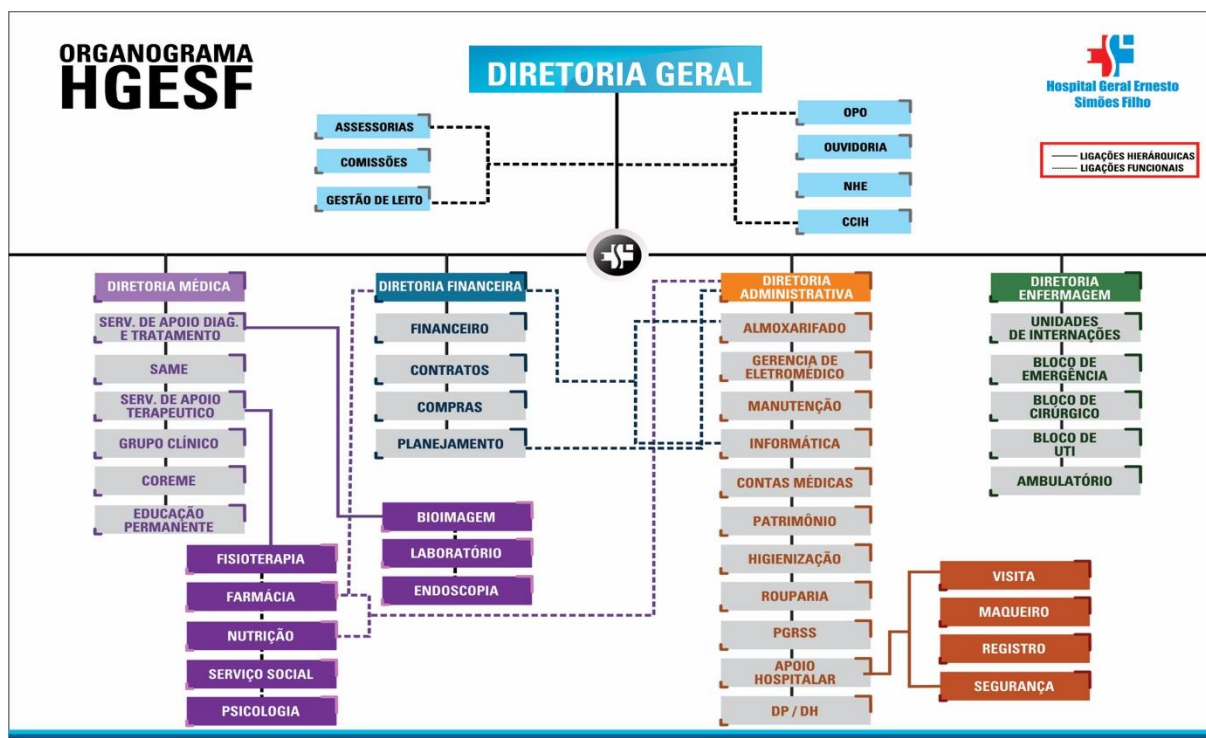 ORGANOGRAMA
HGESF
DIRETORIA GERAL
Hospital Geral Ernesto
Simões Filho
LIGAÇÕES HIERÁRQUICAS
LIGAÇÕES FUNCIONAIS
ASSESSORIAS
COMISSÕES
GESTÃO DE LEITO
OPO
OUVIDORIA
NHE
CCIH
DIRETORIA MÉDICA
SERV. DE APOIO DIAG.
E TRATAMENTO
SAME
SERV. DE APOIO
TERAPEUTICO
GRUPO CLÍNICO
COREME
EDUCAÇÃO
PERMANENTE
FISIOTERAPIA
FARMÁCIA
NUTRIÇÃO
SERVIÇO SOCIAL
PSICOLOGIA
DIRETORIA FINANCEIRA
FINANCEIRO
CONTRATOS
COMPRAS
PLANEJAMENTO
BIOIMAGEM
LABORATÓRIO
ENDOSCOPIA
DIRETORIA
ADMINISTRATIVA
ALMOXARIFADO
GERENCIA DE
ELETROMÉDICO
MANUTENÇÃO
INFORMÁTICA
CONTAS MÉDICAS
PATRIMÔNIO
HIGIENIZAÇÃO
ROUPARIA
PGRSS
APOIO
HOSPITALAR
DP / DH
VISITA
MAQUEIRO
REGISTRO
SEGURANÇA
DIRETORIA
ENFERMAGEM
UNIDADES
DE INTERNAÇÕES
BLOCO DE
EMERGÊNCIA
BLOCO DE
CIRÚRGICO
BLOCO DE
UTI
AMBULATÓRIO